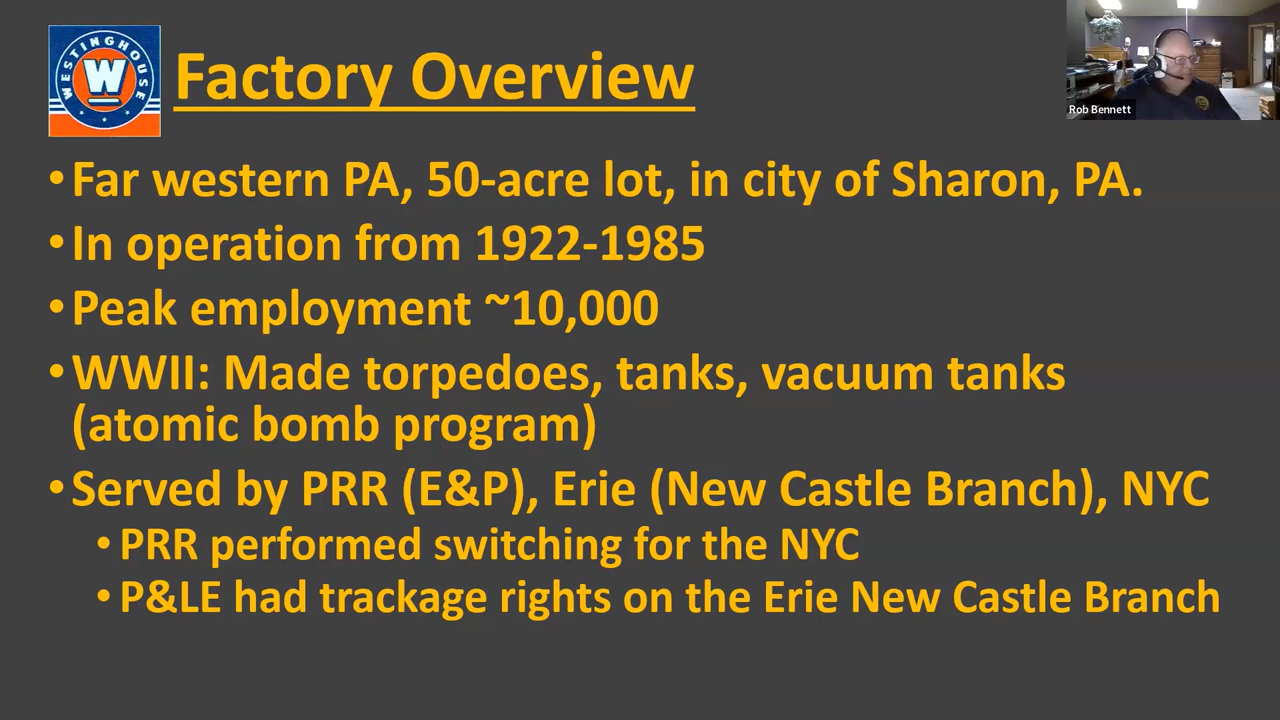 WESTINGHOUSE
W
Factory Overview
Rob Bennett
•Far western PA, 50-acre lot, in city of Sharon, PA.
•In operation from 1922-1985
•Peak employment ~10,000
•WWII: Made torpedoes, tanks, vacuum tanks
(atomic bomb program)
•Served by PRR (E&P), Erie (New Castle Branch), NYC
•PRR performed switching for the NYC
•P&LE had trackage rights on the Erie New Castle Branch